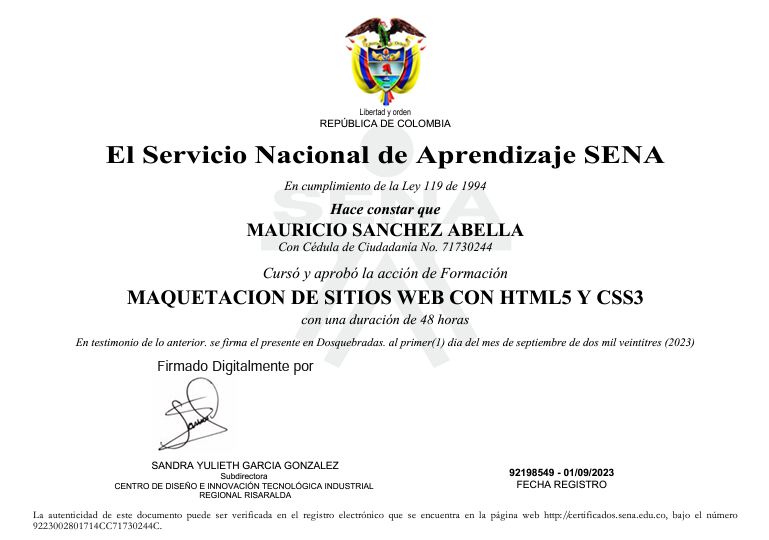 Libertad y orden
REPÚBLICA DE COLOMBIA
El Servicio Nacional de Aprendizaje SENA
En cumplimiento de la Ley 119 de 1994
SENA
Hace constar que
MAURICIO SANCHEZ ABELLA
Con Cédula de Ciudadanía No. 71730244
Cursó y aprobó la acción de Formación
MAQUETACION DE SITIOS WEB CON HTML5 Y CSS3
con una duración de 48 horas
En testimonio de lo anterior. se firma el presente en Dosquebradas. al primer(1) dia del mes de septiembre de dos mil veintitres (2023)
Firmado Digitalmente por
SANDRA YULIETH GARCIA GONZALEZ
Subdirectora
CENTRO DE DISEÑO E INNOVACIÓN TECNOLÓGICA INDUSTRIAL
REGIONAL RISARALDA
92198549 - 01/09/2023
FECHA REGISTRO
La autenticidad de este documento puede ser verificada en el registro electrónico que se encuentra en la página web http://certificados.sena.edu.co, bajo el número
9223002801714CC71730244C.